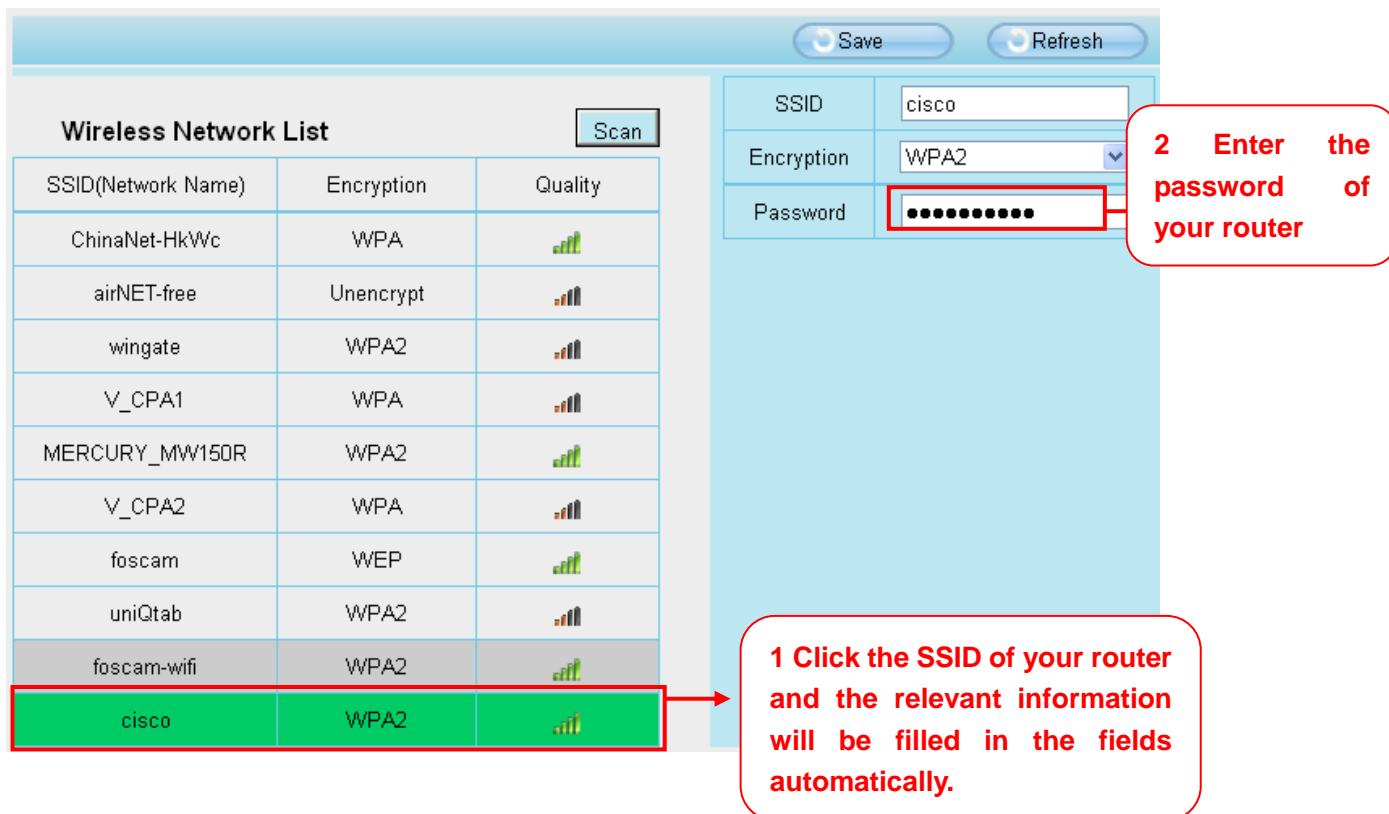 Save Refresh
Wireless Network List Scan
SSID(Network Name) Encryption Quality
ChinaNet-HkWc WPA
airNET-free Unencrypt
wingate WPA2
V_CPA1 WPA
MERCURY_MW150R WPA2
V_CPA2 WPA
foscam WEP
uniQtab WPA2
foscam-wifi WPA2
cisco WPA2
SSID cisco
Encryption WPA2
Password ●●●●●●●●●●
2 Enter the
password of
your router
1 Click the SSID of your router
and the relevant information
will be filled in the fields
automatically.